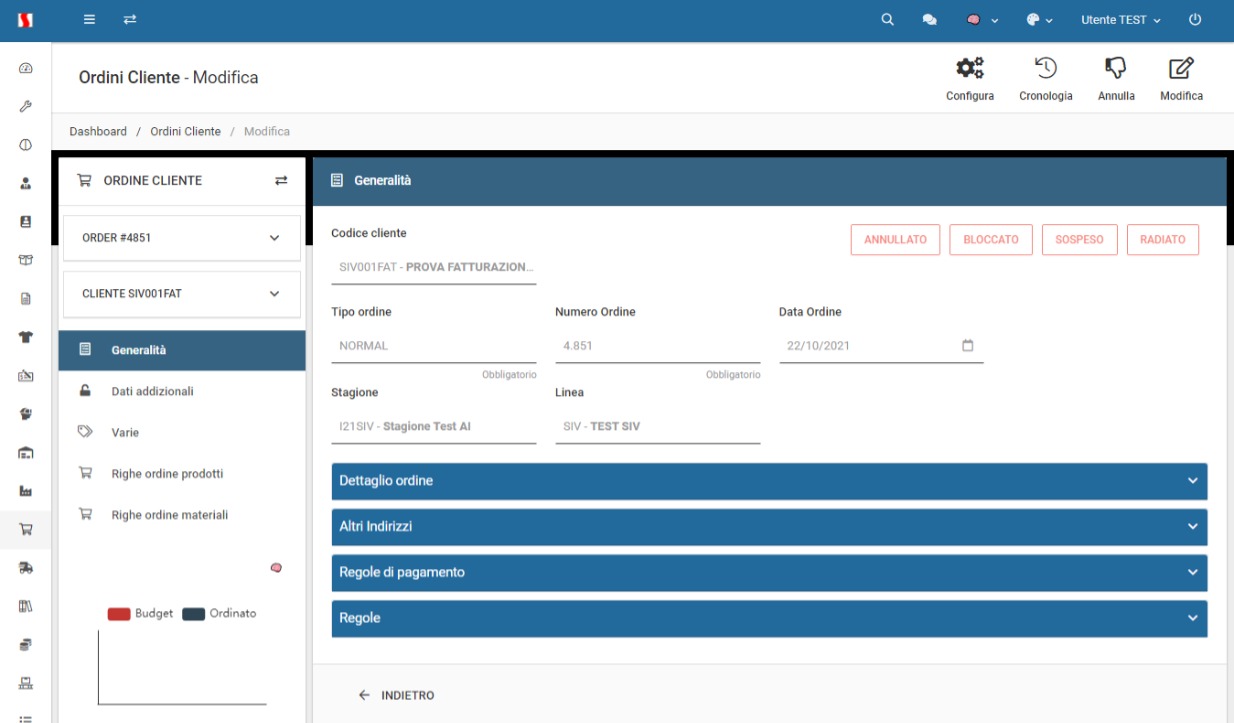 Utente TEST
Ordini Cliente - Modifica
Configura
Cronologia
Annulla
Modifica
Dashboard / Ordini Cliente / Modifica
ORDINE CLIENTE
ORDER #4851
CLIENTE SIV001FAT
Generalità
Dati addizionali
Varie
Righe ordine prodotti
Righe ordine materiali
Budget
Ordinato
Generalità
Codice cliente
SIV001FAT - PROVA FATTURAZION...
ANNULLATO
BLOCCATO
SOSPESO
RADIATO
Tipo ordine
NORMAL
Obbligatorio
Numero Ordine
4.851
Obbligatorio
Data Ordine
22/10/2021
Stagione
I21SIV - Stagione Test AI
Linea
SIV - TEST SIV
Dettaglio ordine
Altri Indirizzi
Regole di pagamento
Regole
INDIETRO